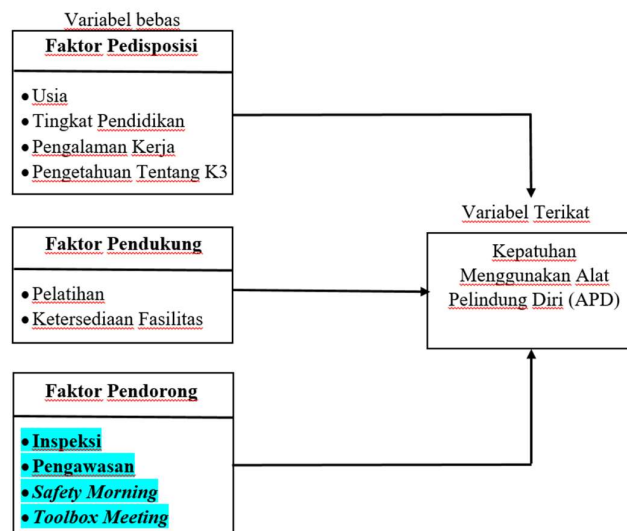 Variabel bebas
Faktor Pedisposisi
• Usia
• Tingkat Pendidikan
• Pengalaman Kerja
• Pengetahuan Tentang K3
Faktor Pendukung
• Pelatihan
• Ketersediaan Fasilitas
Faktor Pendorong
• Inspeksi
• Pengawasan
• Safety Morning
• Toolbox Meeting
Variabel Terikat
Kepatuhan
Menggunakan Alat
Pelindung Diri (APD)